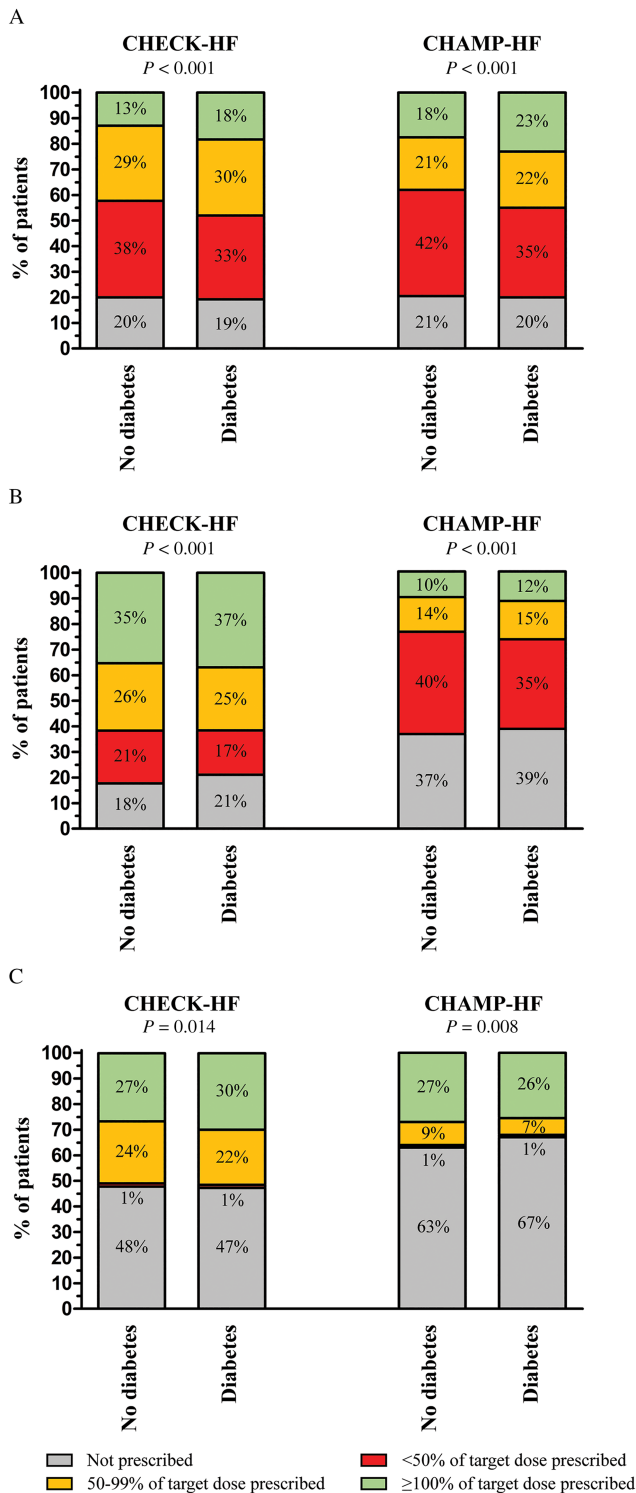 A
CHECK-HF CHAMP-HF
P < 0.001 P < 0.001
% of patients
100
90
80
70
60
50
40
30
20
10
0
13% 18% 18% 23%
29% 30% 21% 22%
38% 33% 42% 35%
20% 19% 21% 20%
No diabetes Diabetes No diabetes Diabetes
B
CHECK-HF CHAMP-HF
P < 0.001 P < 0.001
% of patients
100
90
80
70
60
50
40
30
20
10
0
35% 37% 10% 12%
26% 25% 14% 15%
21% 17% 40% 35%
18% 21% 37% 39%
No diabetes Diabetes No diabetes Diabetes
C
CHECK-HF CHAMP-HF
P = 0.014 P = 0.008
% of patients
100
90
80
70
60
50
40
30
20
10
0
27% 30% 27% 26%
24% 22% 9% 7%
1% 1% 1% 1%
48% 47% 63% 67%
No diabetes Diabetes No diabetes Diabetes
Not prescribed <50% of target dose prescribed
50-99% of target dose prescribed ≥100% of target dose prescribed